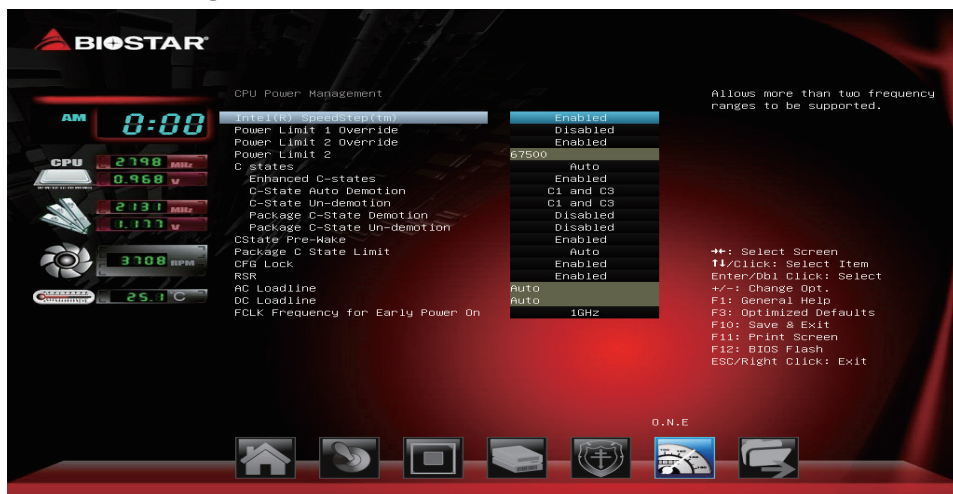 BIOSTAR
CPU Power Management
Intel(R) SpeedStep(tm) Enabled
Power Limit 1 Override Disabled
Power Limit 2 Override Enabled
Power Limit 2 67500
C states Auto
Enhanced C-states Enabled
C-State Auto Demotion C1 and C3
C-State Un-demotion C1 and C3
Package C-State Demotion Disabled
Package C-State Un-demotion Disabled
CState Pre-Wake Enabled
Package C State Limit Auto
CFG Lock Enabled
RSR Enabled
AC Loadline Auto
DC Loadline Auto
FCLK Frequency for Early Power On 1GHz
Allows more than two frequency
ranges to be supported.
AM 0:00
CPU 2798 MHz
0.968 v
2131 MHz
1.177 v
3708 RPM
25.1 C
→←: Select Screen
↑↓/Click: Select Item
Enter/Dbl Click: Select
+/-: Change Opt.
F1: General Help
F3: Optimized Defaults
F10: Save & Exit
F11: Print Screen
F12: BIOS Flash
ESC/Right Click: Exit
O.N.E